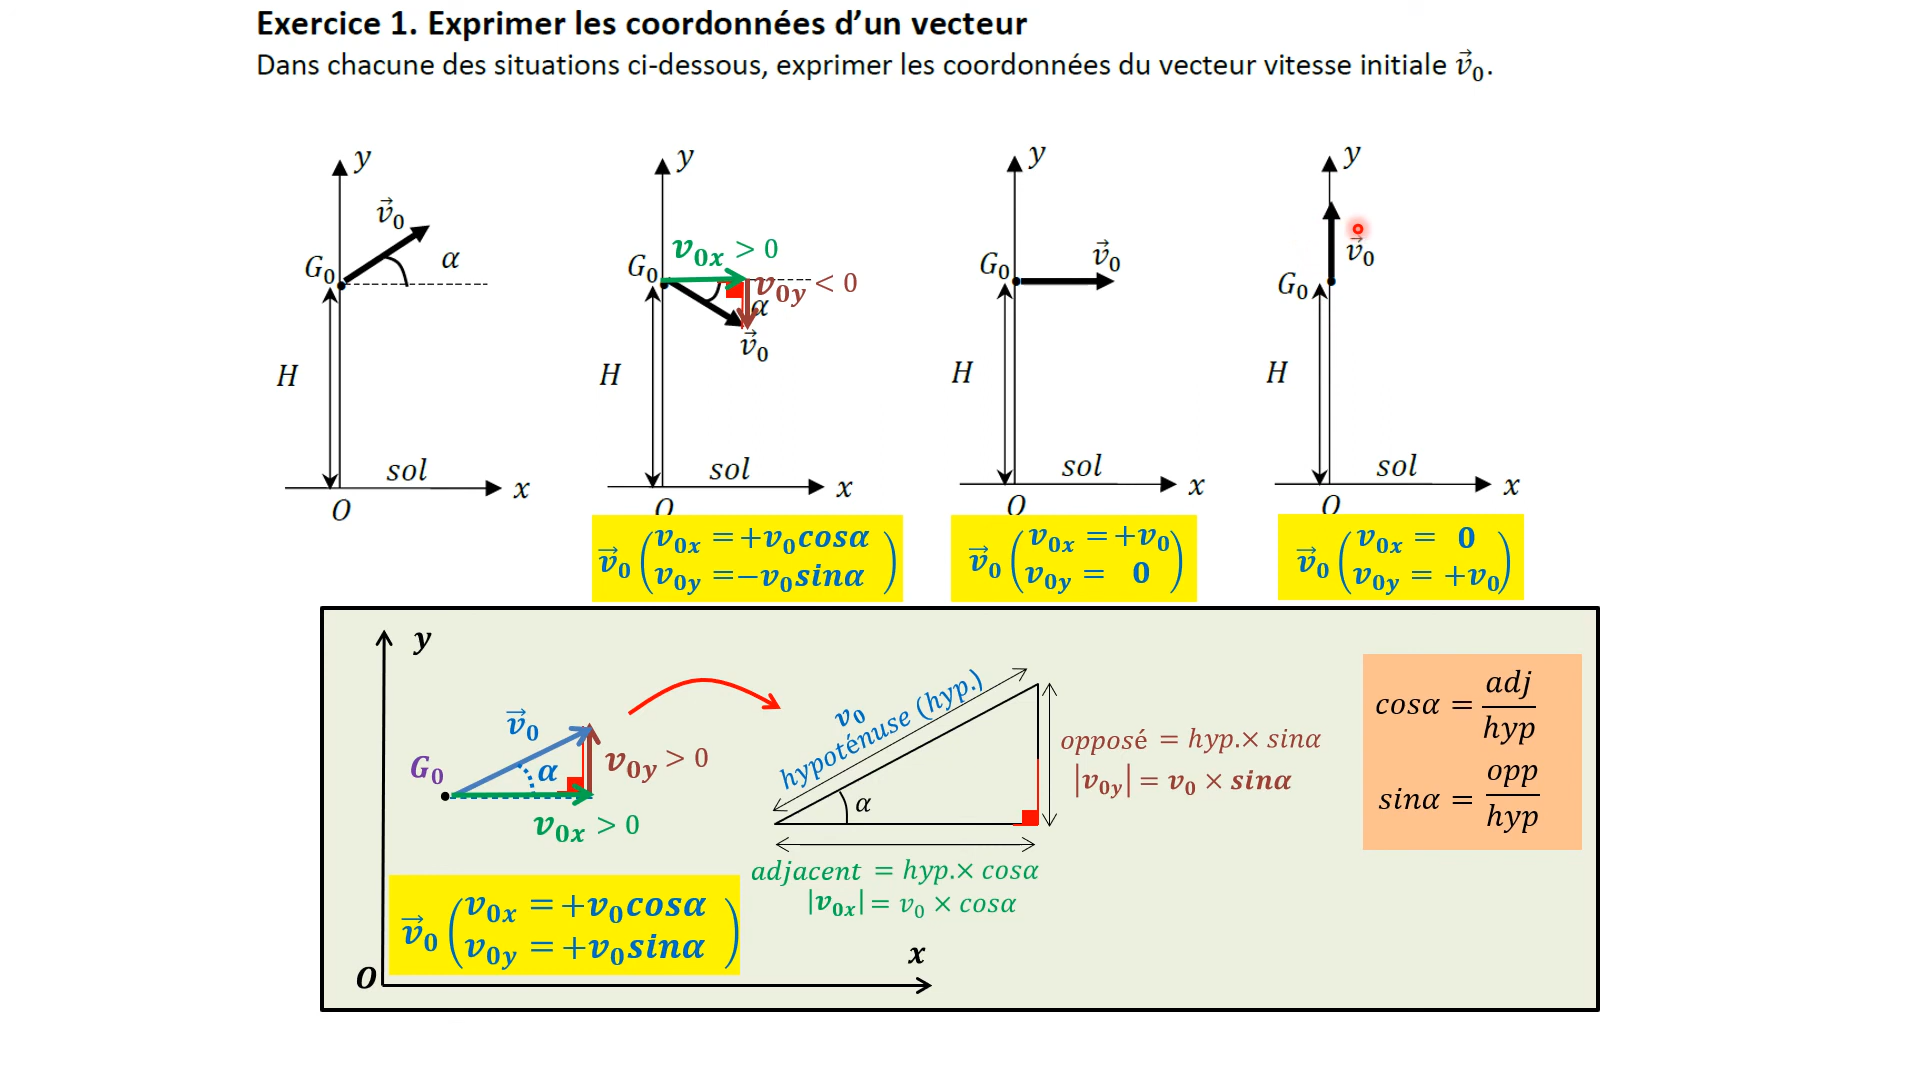 Exercice 1. Exprimer les coordonnées d'un vecteur
Dans chacune des situations ci-dessous, exprimer les coordonnées du vecteur vitesse initiale v⃗₀.
y
v⃗₀
α
G₀
H
sol
x
O
y
v₀ₓ > 0
G₀
v₀y < 0
α
v⃗₀
H
sol
x
O
y
G₀
v⃗₀
H
sol
x
O
y
v⃗₀
G₀
H
sol
x
O
v⃗₀ ( v₀ₓ = +v₀cosα
v₀y = −v₀sinα )
v⃗₀ ( v₀ₓ = +v₀
v₀y = 0 )
v⃗₀ ( v₀ₓ = 0
v₀y = +v₀ )
y
v⃗₀
G₀
α
v₀y > 0
v₀ₓ > 0
v₀
hypoténuse (hyp.)
α
opposé = hyp.× sinα
|v₀y| = v₀ × sinα
adjacent = hyp.× cosα
|v₀ₓ| = v₀ × cosα
cosα = adj/hyp
sinα = opp/hyp
v⃗₀ ( v₀ₓ = +v₀cosα
v₀y = +v₀sinα )
x
O